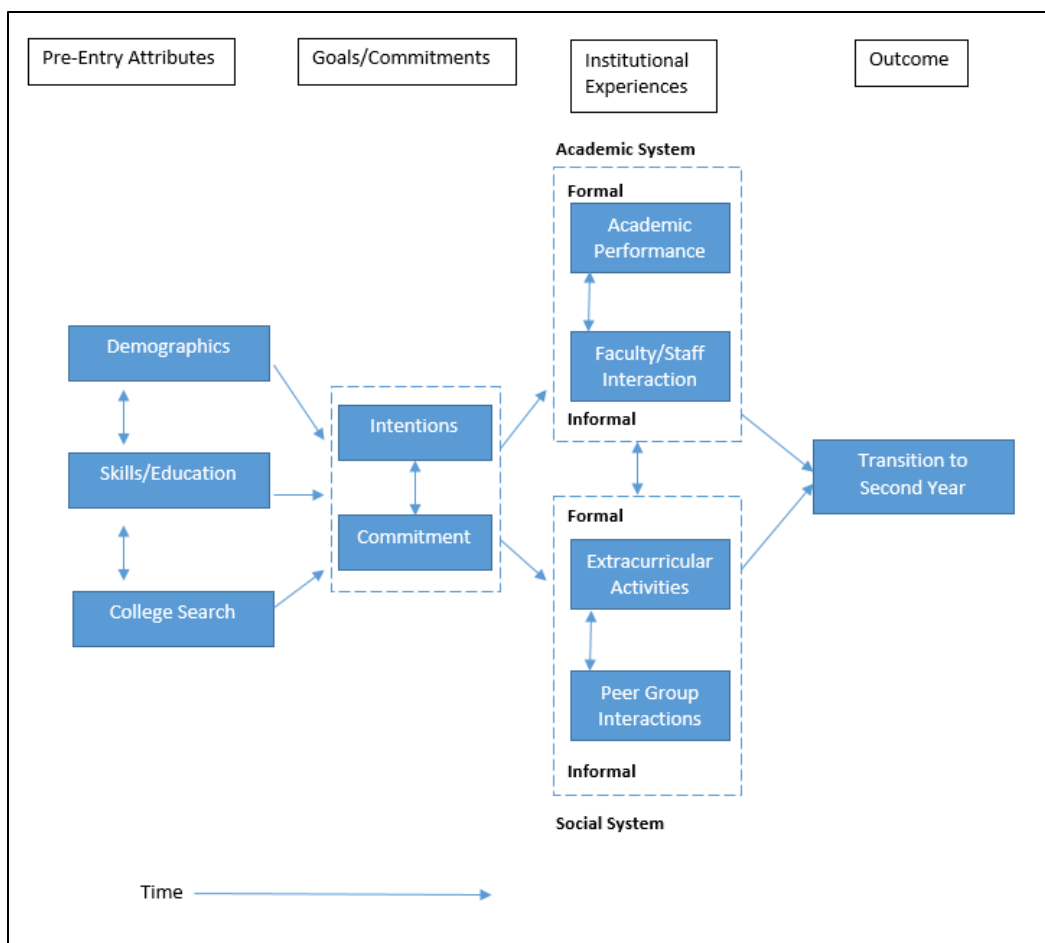 Pre-Entry Attributes
Goals/Commitments
Institutional
Experiences
Outcome
Academic System
Formal
Academic
Performance
Faculty/Staff
Interaction
Informal
Demographics
Skills/Education
College Search
Intentions
Commitment
Transition to
Second Year
Formal
Extracurricular
Activities
Peer Group
Interactions
Informal
Social System
Time